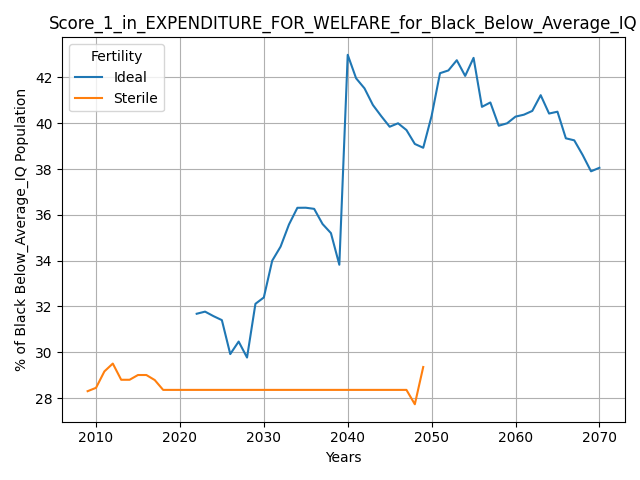 Score_1_in_EXPENDITURE_FOR_WELFARE_for_Black_Below_Average_IQ
Fertility
Ideal
Sterile
% of Black Below_Average_IQ Population
42
40
38
36
34
32
30
28
2010
2020
2030
2040
2050
2060
2070
Years